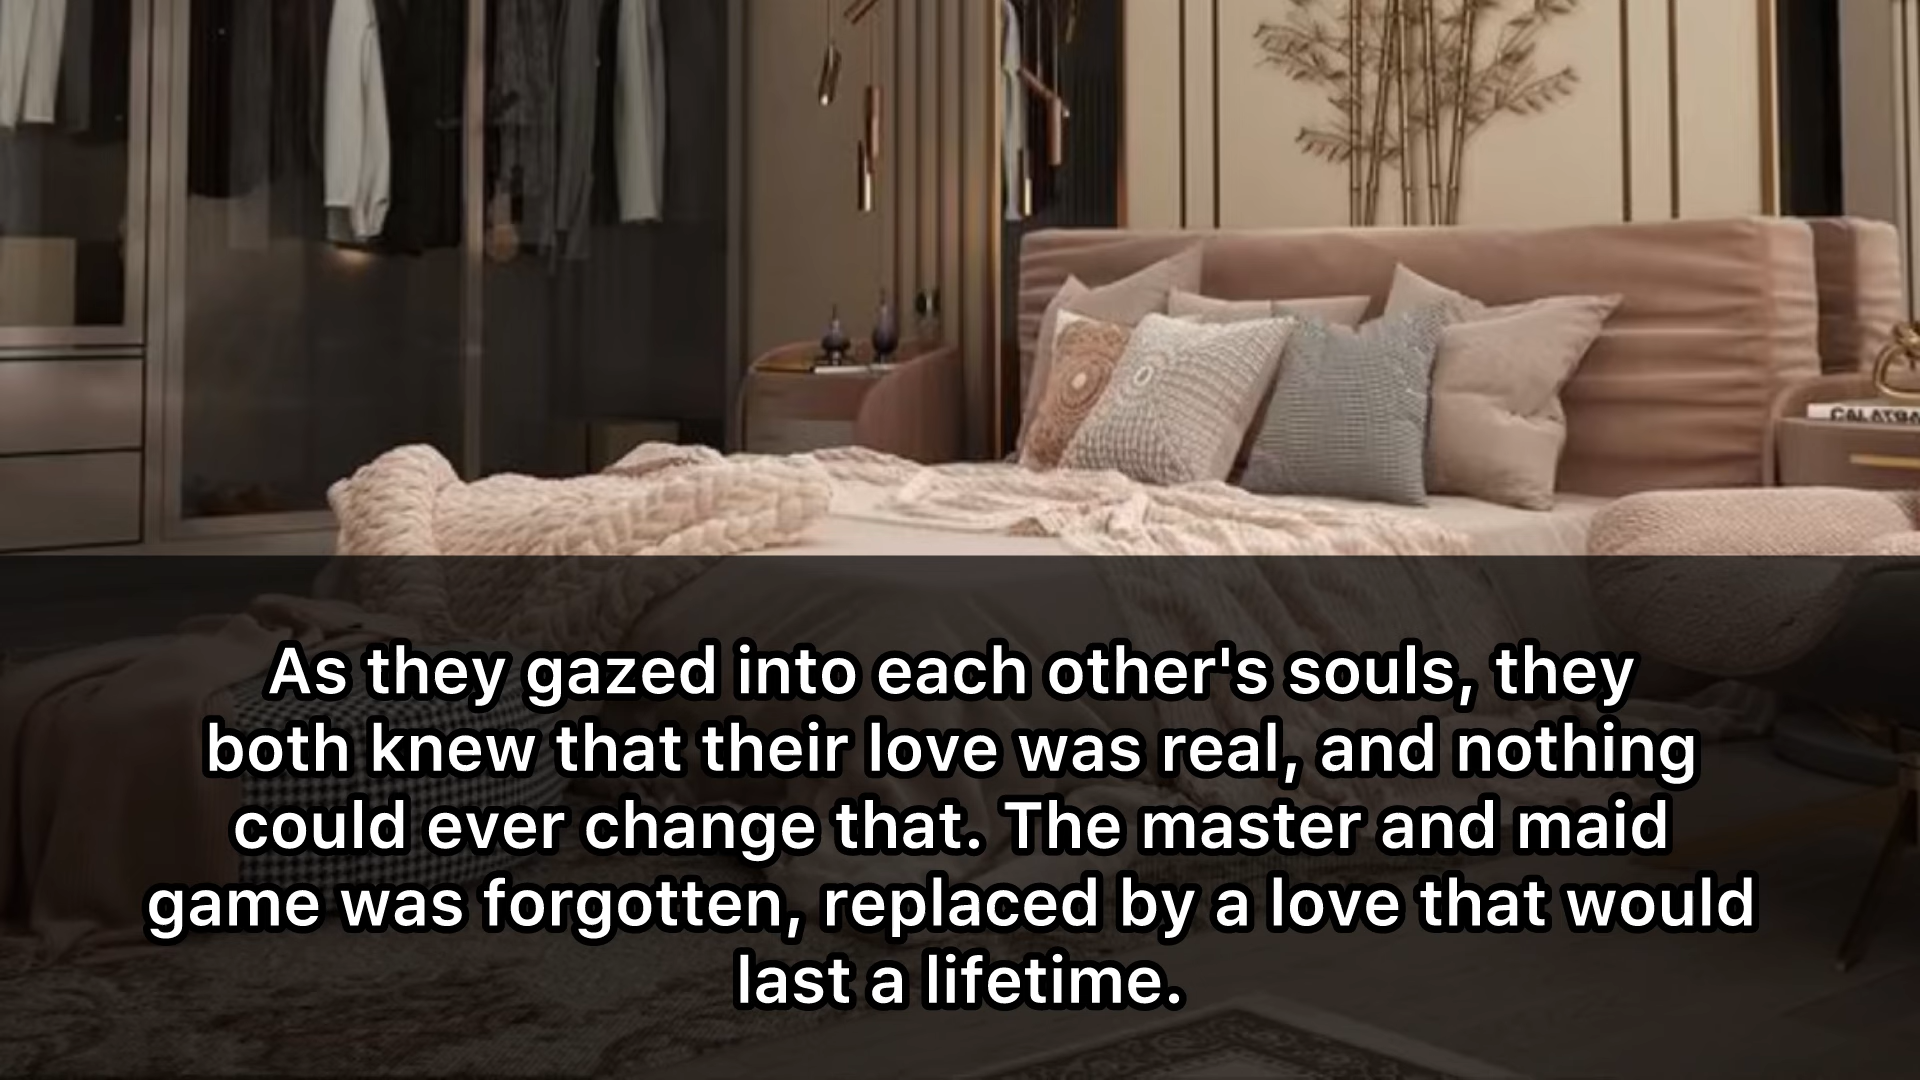 CALATRA
As they gazed into each other's souls, they
both knew that their love was real, and nothing
could ever change that. The master and maid
game was forgotten, replaced by a love that would
last a lifetime.